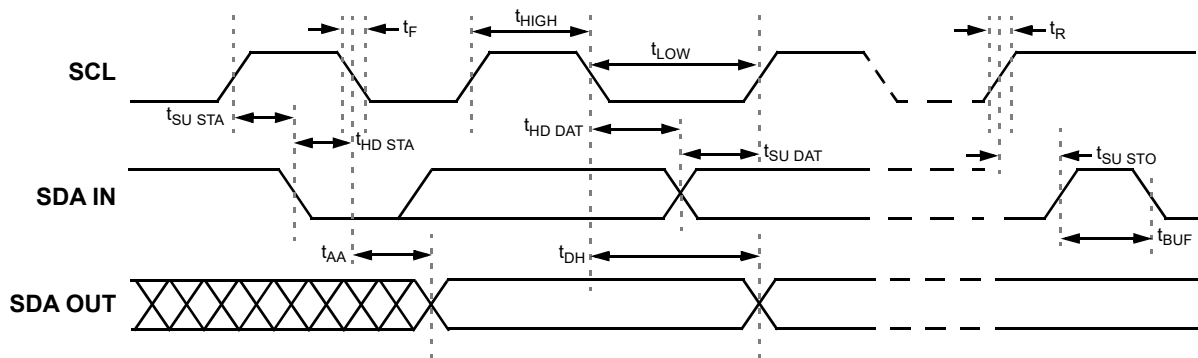 tF
tHIGH
tR
SCL
tLOW
tSU STA
tHD STA
tHD DAT
tSU DAT
tSU STO
SDA IN
tAA
tDH
tBUF
SDA OUT